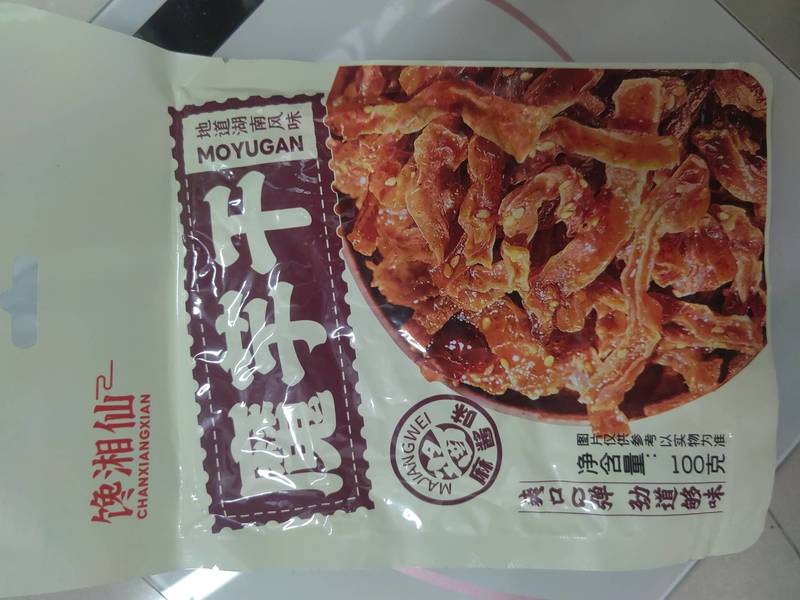 馋湘仙
CHANXIANGXIAN
地道湖南风味
MOYUGAN
魔芋干
MAJIANGWEI
麻酱味
图片仅供参考 以实物为准
净含量：100克
爽口Q弹 劲道够味